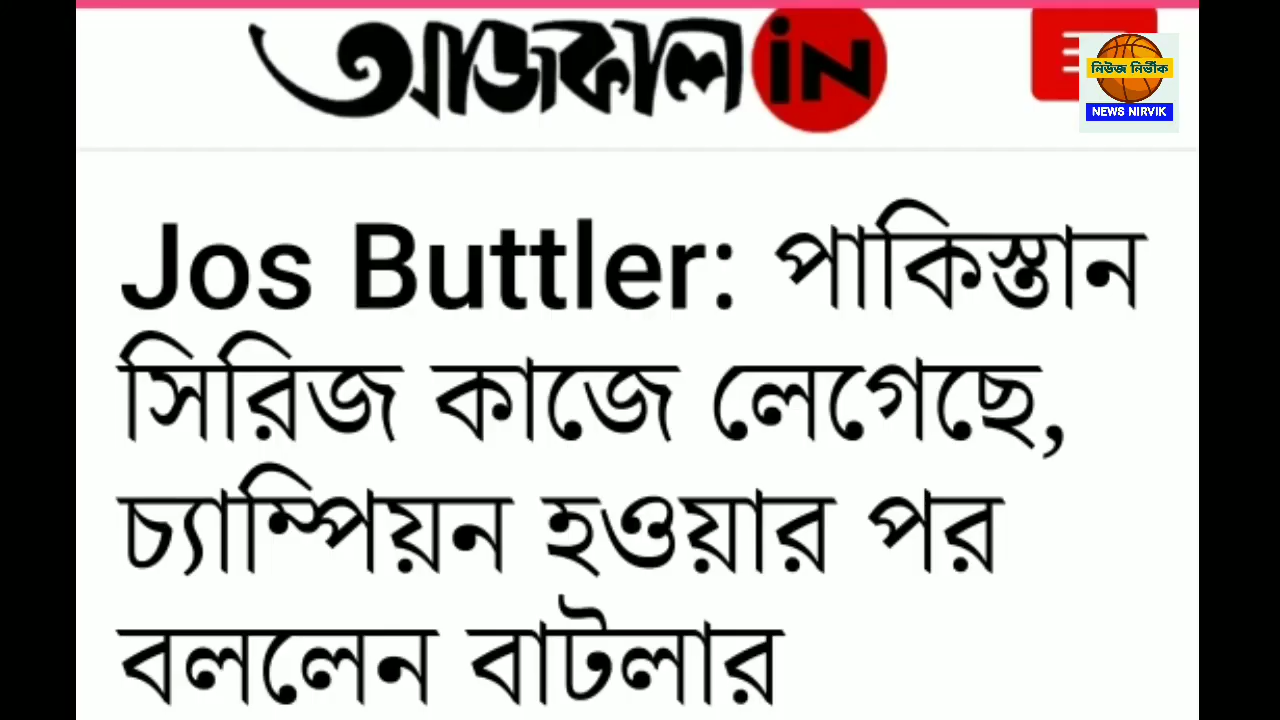 আজকাল iN
নিউজ নির্ভীক
NEWS NIRVIK
Jos Buttler: পাকিস্তান
সিরিজ কাজে লেগেছে,
চ্যাম্পিয়ন হওয়ার পর
বললেন বাটলার